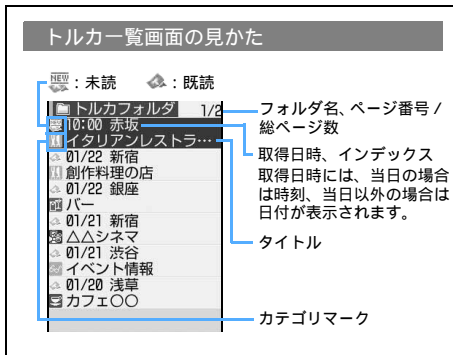 トルカ一覧画面の見かた
NEW：未読　：既読
トルカフォルダ 1/2
10:00 赤坂
イタリアンレストラ…
01/22 新宿
創作料理の店
01/22 銀座
バー
01/21 新宿
△△シネマ
01/21 渋谷
イベント情報
01/20 浅草
カフェ○○
フォルダ名、ページ番号／
総ページ数
取得日時、インデックス
取得日時には、当日の場合
は時刻、当日以外の場合は
日付が表示されます。
タイトル
カテゴリマーク